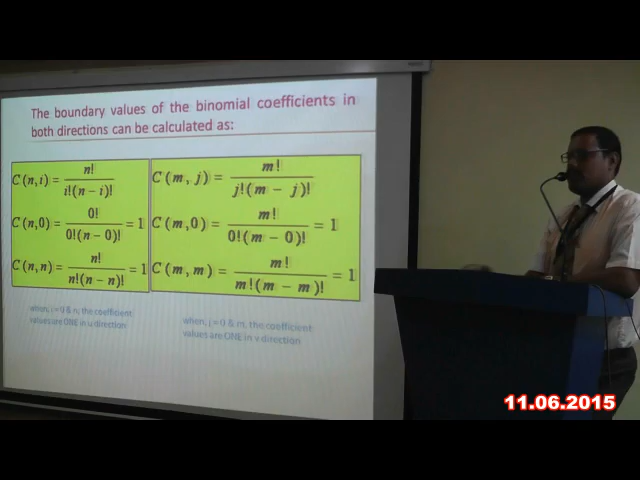 The boundary values of the binomial coefficients in
both directions can be calculated as:
C(n,i) = n! / i!(n − i)!
C(n,0) = 0! / 0!(n − 0)! = 1
C(n,n) = n! / n!(n − n)! = 1
C(m, j) = m! / j!(m − j)!
C(m,0) = m! / 0!(m − 0)! = 1
C(m,m) = m! / m!(m − m)! = 1
when, i = 0 & n, the coefficient
values are ONE in u direction
when, j = 0 & m, the coefficient
values are ONE in v direction
11.06.2015